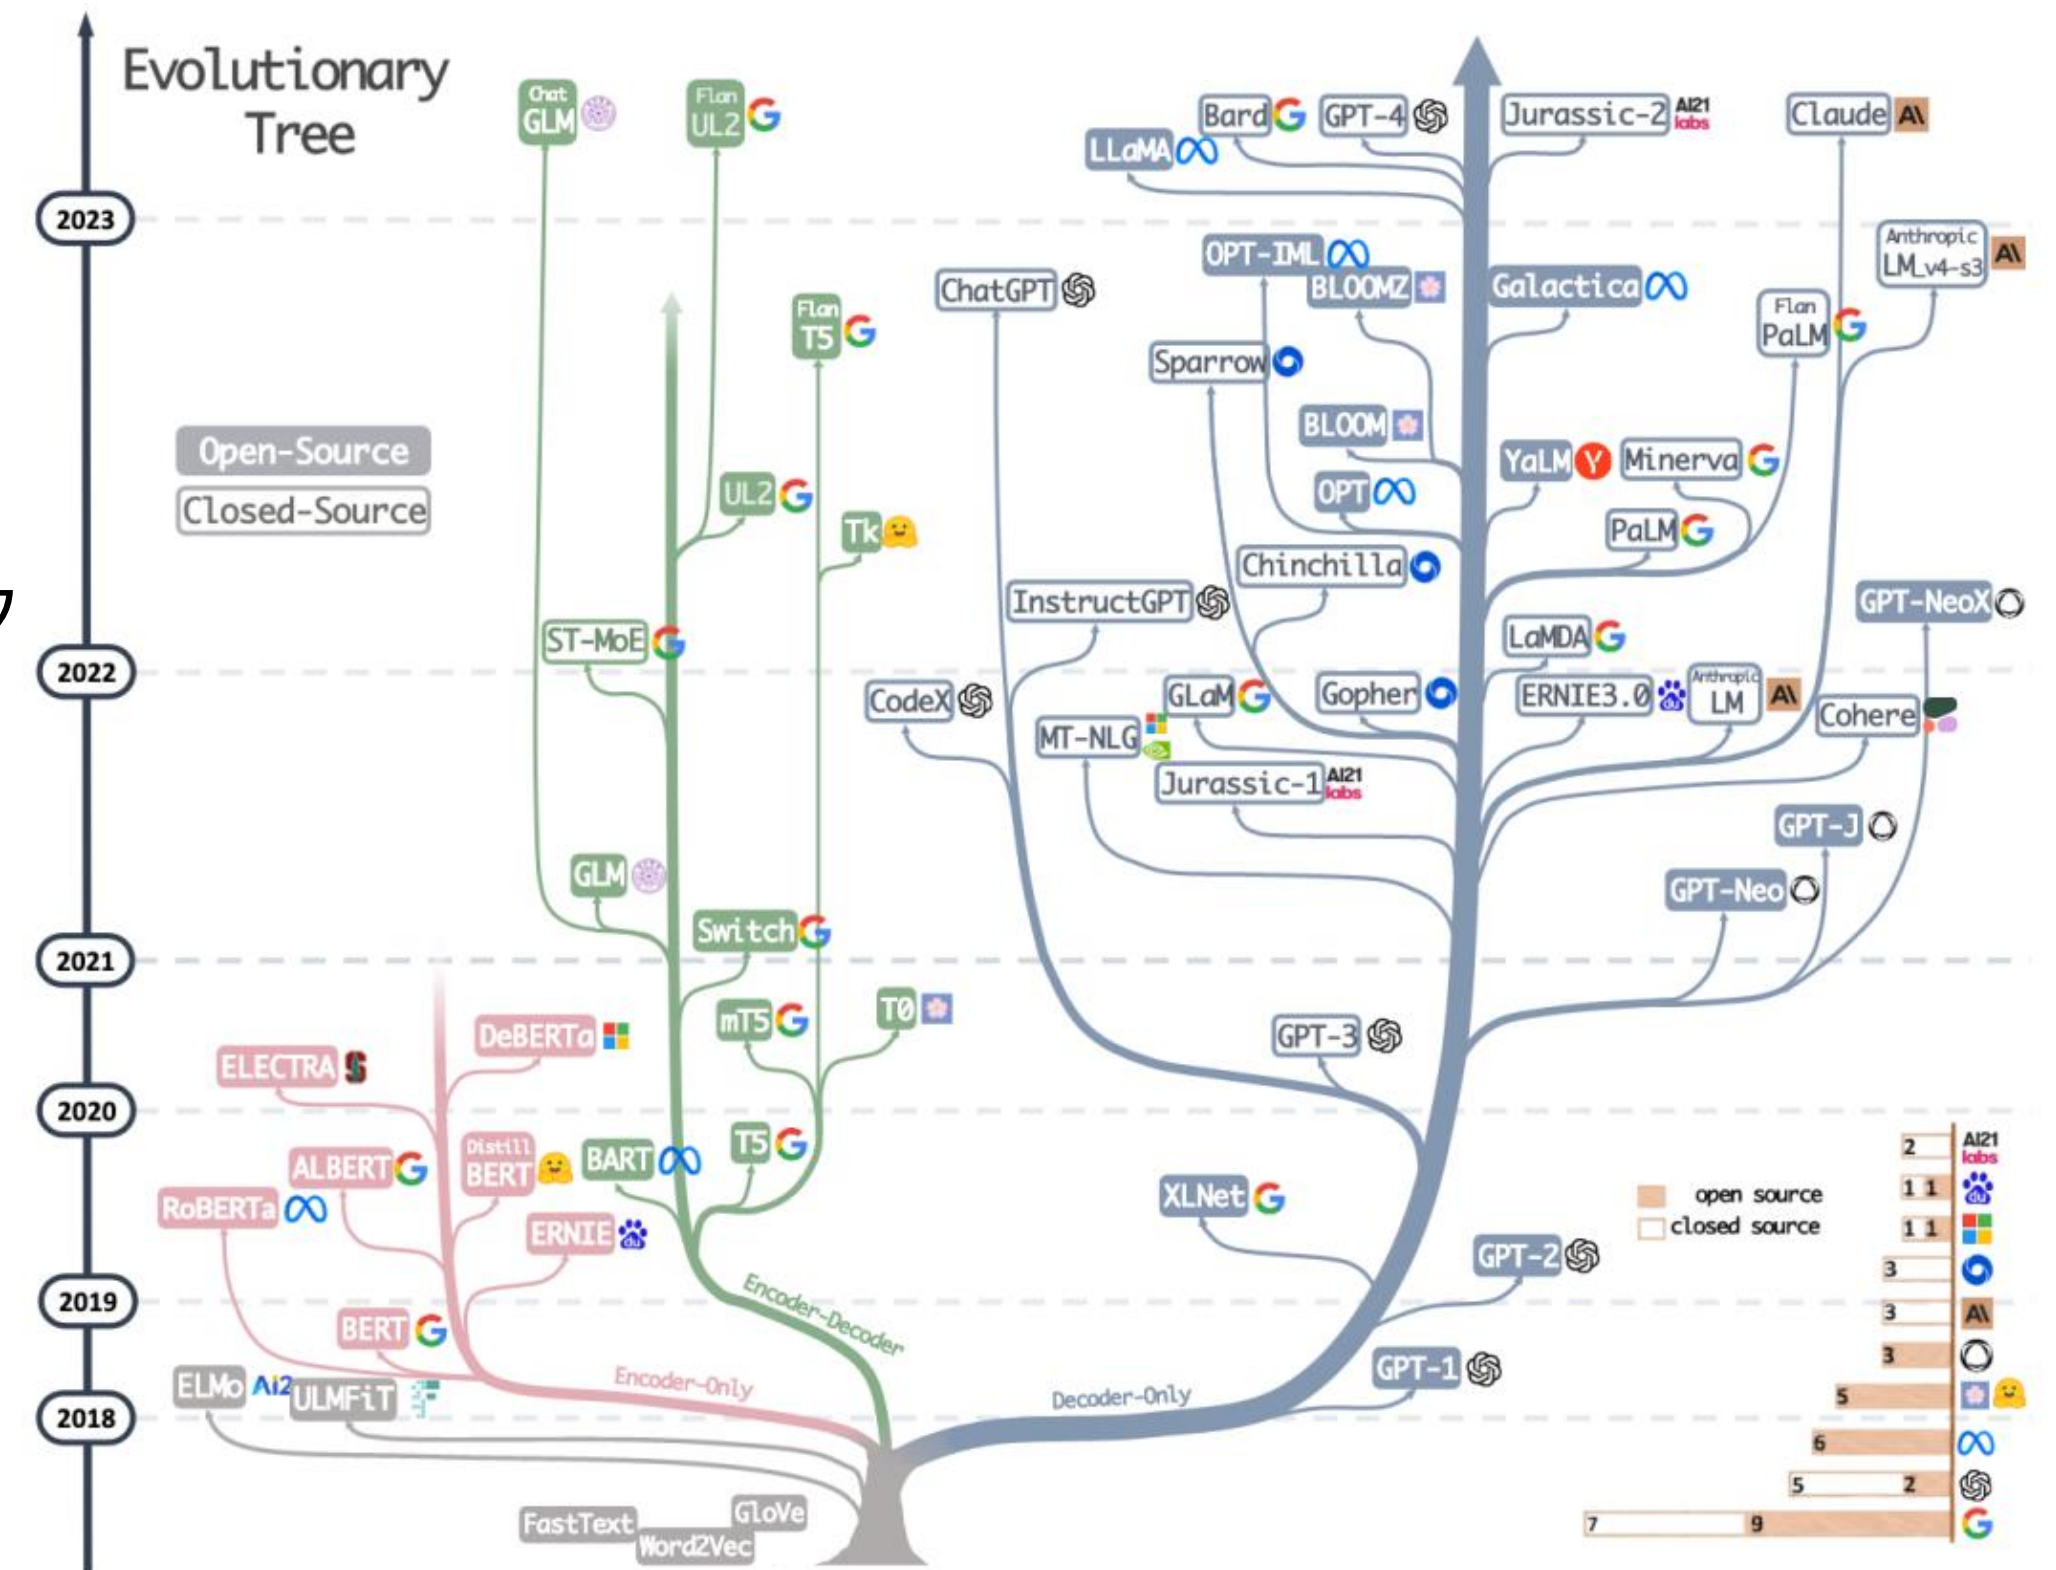 Evolutionary
Tree
2023
2022
2021
2020
2019
2018
Open-Source
Closed-Source
Chat
GLM
Flan
UL2
Flan
T5
UL2
Tk
ST-MoE
GLM
Switch
mT5
T0
BART
T5
Encoder-Decoder
DeBERTa
ELECTRA
ALBERT
Distill
BERT
RoBERTa
ERNIE
BERT
Encoder-Only
ELMo
Ai2
ULMFiT
FastText
Word2Vec
GloVe
LLaMA
Bard
GPT-4
Jurassic-2
AI21
labs
Claude
A\
Anthropic
LM_v4-s3
A\
OPT-IML
BLOOMZ
Galactica
ChatGPT
Flan
PaLM
Sparrow
BLOOM
YaLM
Minerva
OPT
PaLM
Chinchilla
InstructGPT
GPT-NeoX
LaMDA
CodeX
GLaM
Gopher
ERNIE3.0
du
Anthropic
LM
A\
Cohere
MT-NLG
Jurassic-1
AI21
labs
GPT-J
GPT-Neo
GPT-3
XLNet
GPT-2
GPT-1
Decoder-Only
open source
closed source
2
AI21
labs
1 1
du
1 1
3
3
A\
3
5
6
5 2
7 9